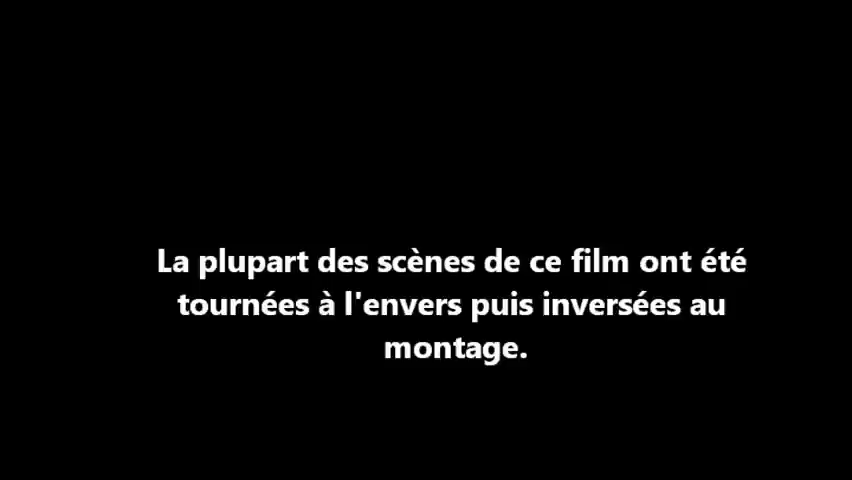 La plupart des scènes de ce film ont été
tournées à l'envers puis inversées au
montage.